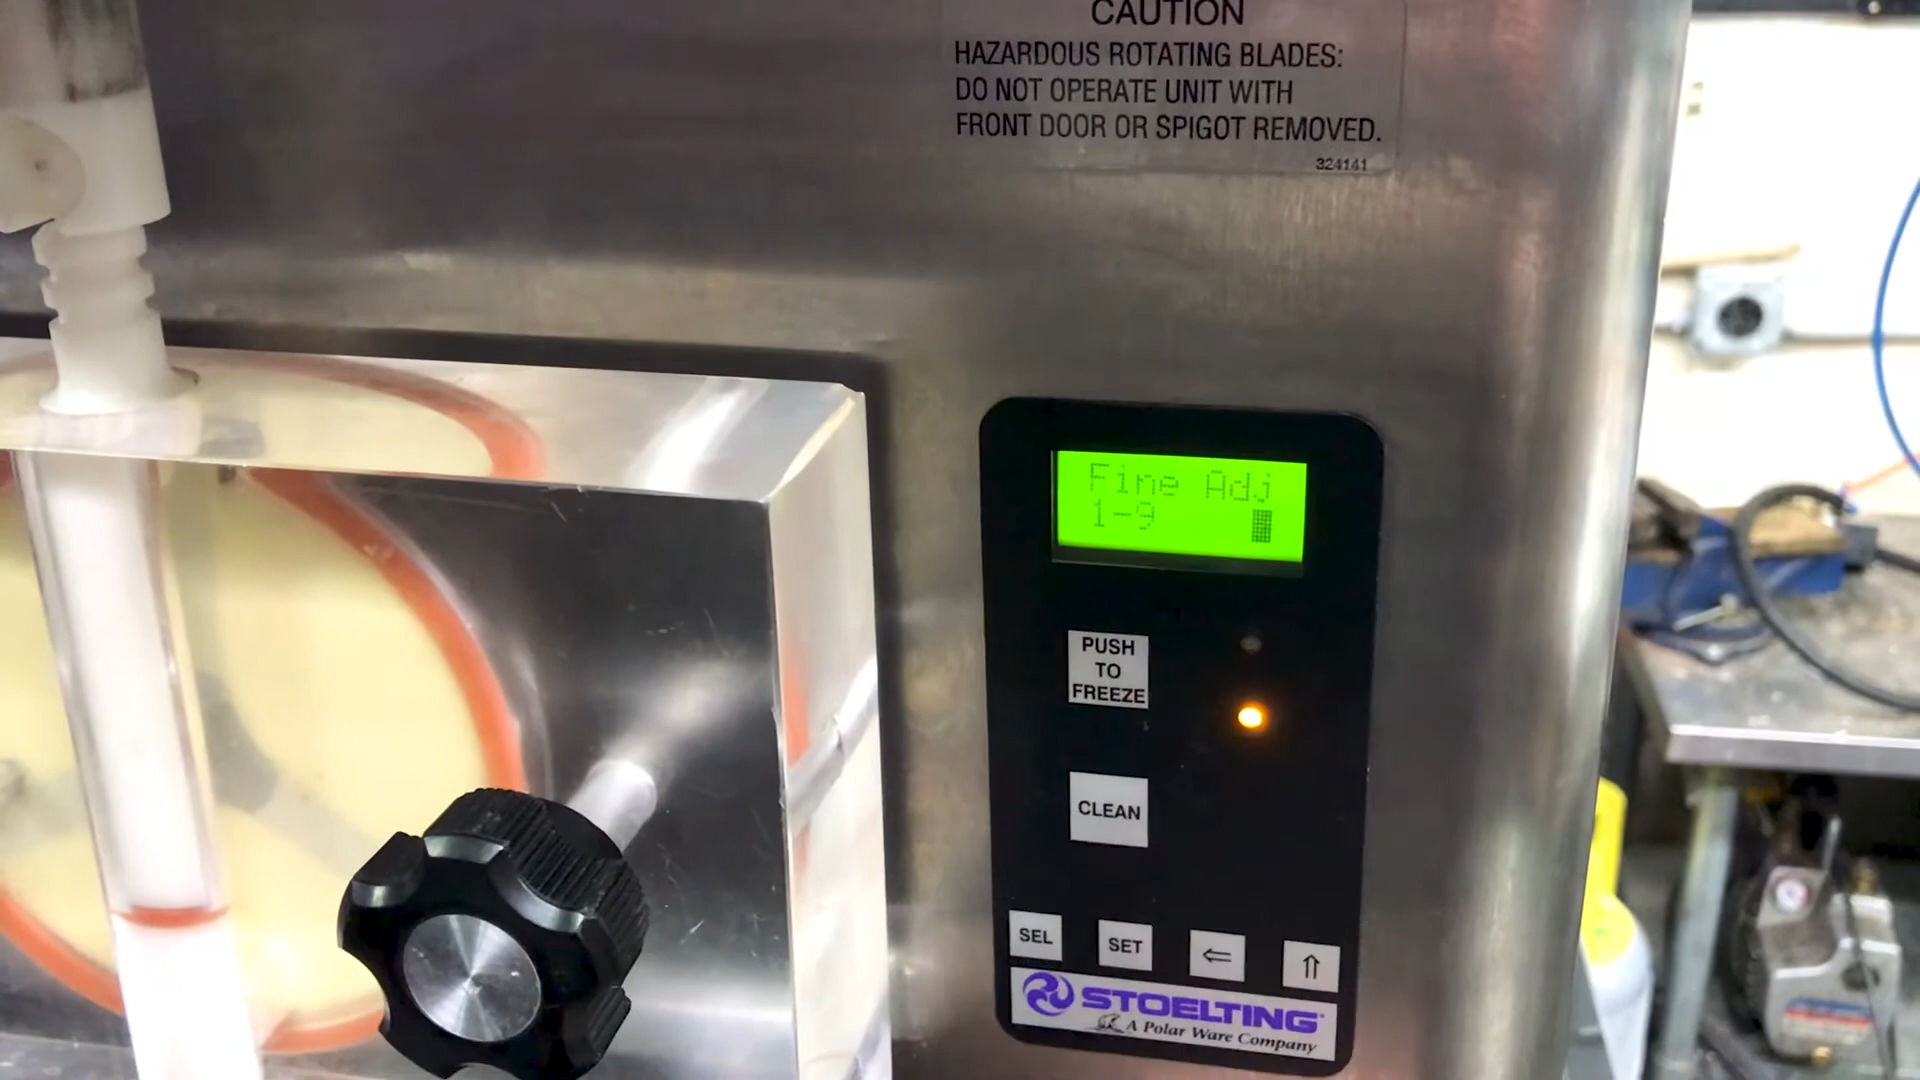 CAUTION
HAZARDOUS ROTATING BLADES:
DO NOT OPERATE UNIT WITH
FRONT DOOR OR SPIGOT REMOVED.
324141
Fine Adj
1-9
PUSH
TO
FREEZE
CLEAN
SEL
SET
⇐
⇑
STOELTING
A Polar Ware Company